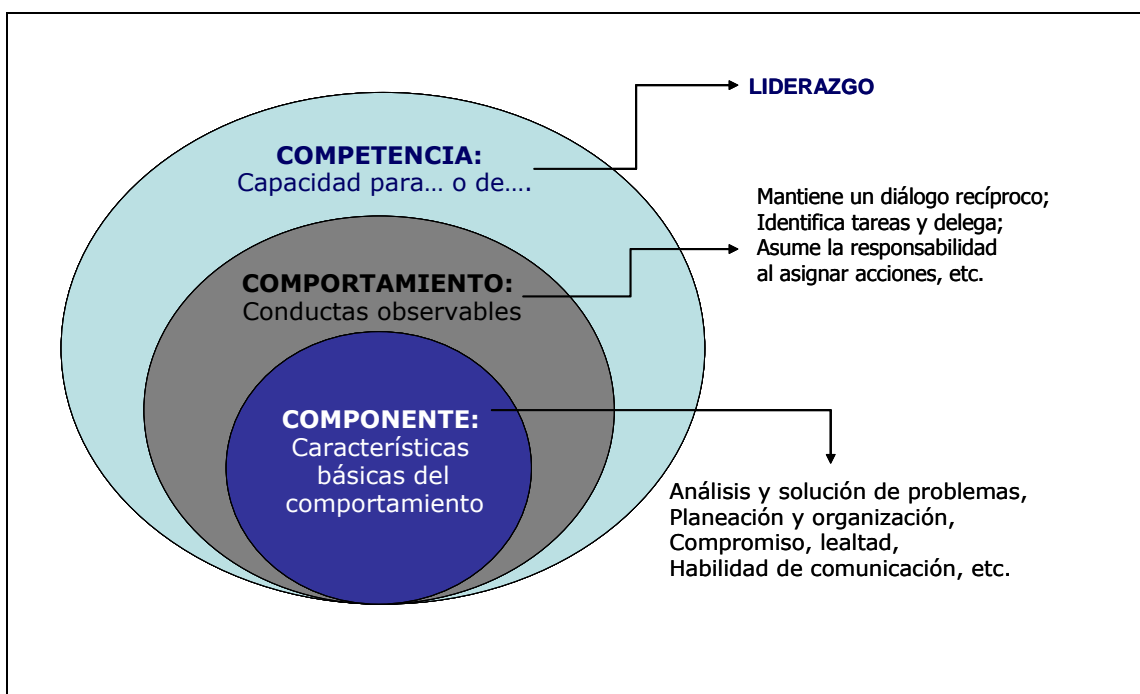 LIDERAZGO
COMPETENCIA:
Capacidad para… o de….
Mantiene un diálogo recíproco;
Identifica tareas y delega;
Asume la responsabilidad
al asignar acciones, etc.
COMPORTAMIENTO:
Conductas observables
COMPONENTE:
Características
básicas del
comportamiento
Análisis y solución de problemas,
Planeación y organización,
Compromiso, lealtad,
Habilidad de comunicación, etc.